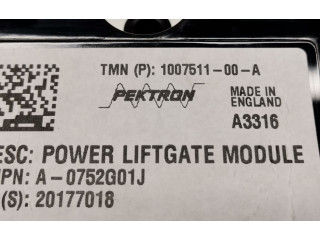 TMN (P): 1007511-00-A
PEKTRON
MADE IN
ENGLAND
A3316
ESC: POWER LIFTGATE MODULE
PN: A-0752G01J
(S): 20177018